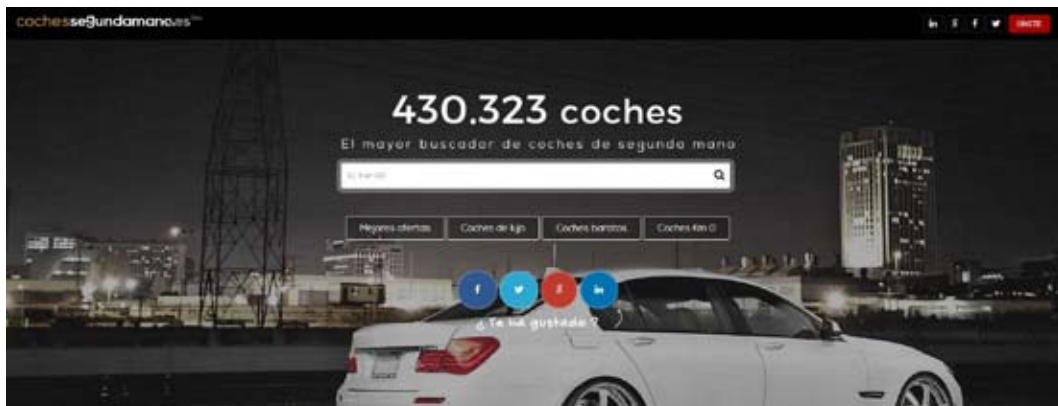 cochessegundamano.es
ÚNETE
430.323 coches
El mayor buscador de coches de segunda mano
Mejores ofertas
Coches de lujo
Coches baratos
Coches Km 0
¿ Te ha gustado ?